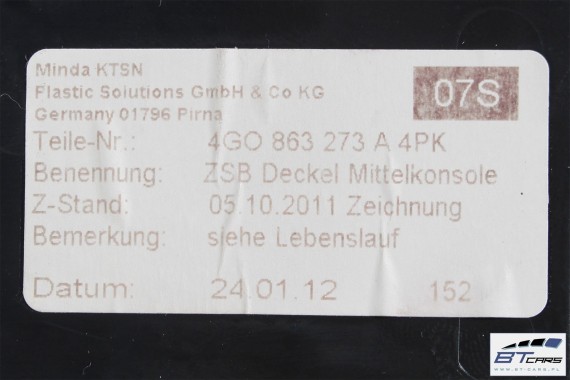 Minda KTSN
Plastic Solutions GmbH & Co KG
Germany 01796 Pirna
07S
Teile-Nr.: 4GO 863 273 A 4PK
Benennung: ZSB Deckel Mittelkonsole
Z-Stand: 05.10.2011 Zeichnung
Bemerkung: siehe Lebenslauf
Datum: 24.01.12 152
BT CARS
WWW.BTCARS.PL